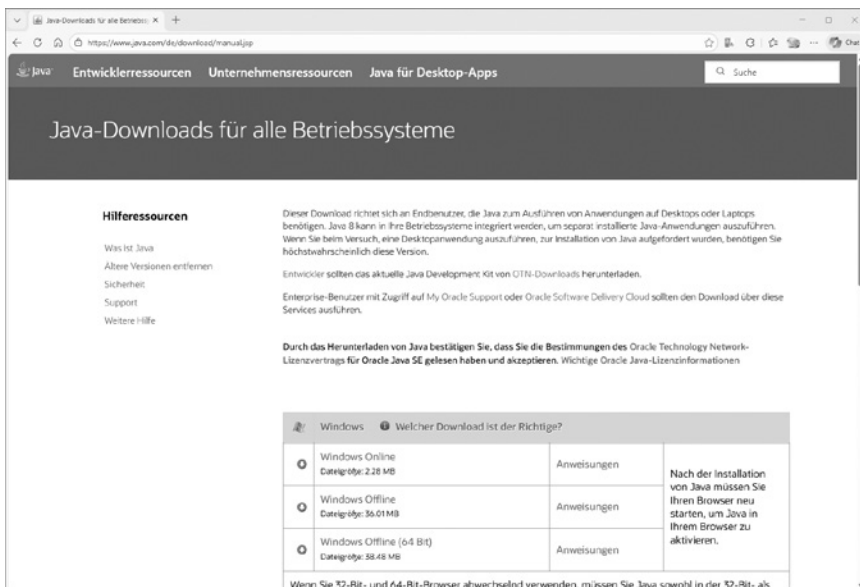 Java-Downloads für alle Betriebssy
https://www.java.com/de/download/manual.jsp
Chat
Java Entwicklerressourcen Unternehmensressourcen Java für Desktop-Apps Suche
Java-Downloads für alle Betriebssysteme
Hilferessourcen
Was ist Java
Ältere Versionen entfernen
Sicherheit
Support
Weitere Hilfe
Dieser Download richtet sich an Endbenutzer, die Java zum Ausführen von Anwendungen auf Desktops oder Laptops
benötigen. Java 8 kann in Ihre Betriebssysteme integriert werden, um separat installierte Java-Anwendungen auszuführen.
Wenn Sie beim Versuch, eine Desktopanwendung auszuführen, zur Installation von Java aufgefordert wurden, benötigen Sie
höchstwahrscheinlich diese Version.
Entwickler sollten das aktuelle Java Development Kit von OTN-Downloads herunterladen.
Enterprise-Benutzer mit Zugriff auf My Oracle Support oder Oracle Software Delivery Cloud sollten den Download über diese
Services ausführen.
Durch das Herunterladen von Java bestätigen Sie, dass Sie die Bestimmungen des Oracle Technology Network-
Lizenzvertrags für Oracle Java SE gelesen haben und akzeptieren. Wichtige Oracle Java-Lizenzinformationen
Windows Welcher Download ist der Richtige?
Windows Online
Dateigröße: 2.28 MB
Anweisungen
Windows Offline
Dateigröße: 36.01 MB
Anweisungen
Windows Offline (64 Bit)
Dateigröße: 38.48 MB
Anweisungen
Nach der Installation
von Java müssen Sie
Ihren Browser neu
starten, um Java in
Ihrem Browser zu
aktivieren.
Wenn Sie 32-Bit- und 64-Bit-Browser abwechselnd verwenden, müssen Sie Java sowohl in der 32-Bit- als